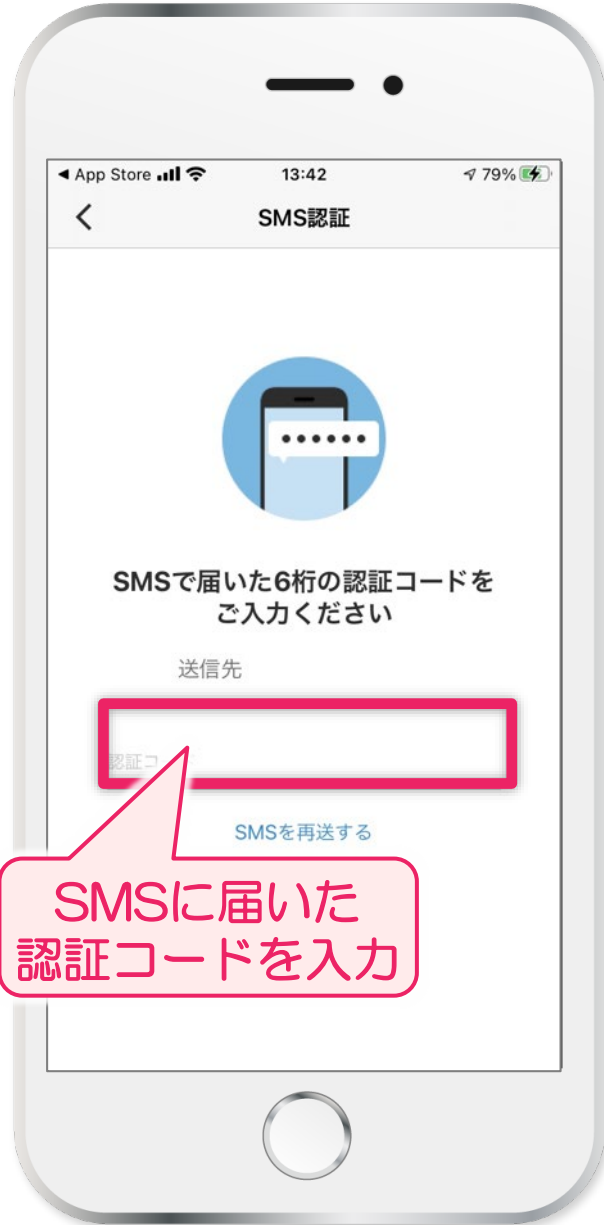 ◀ App Store 13:42 79%
SMS認証
SMSで届いた6桁の認証コードを
ご入力ください
送信先
認証コ
SMSを再送する
SMSに届いた
認証コードを入力